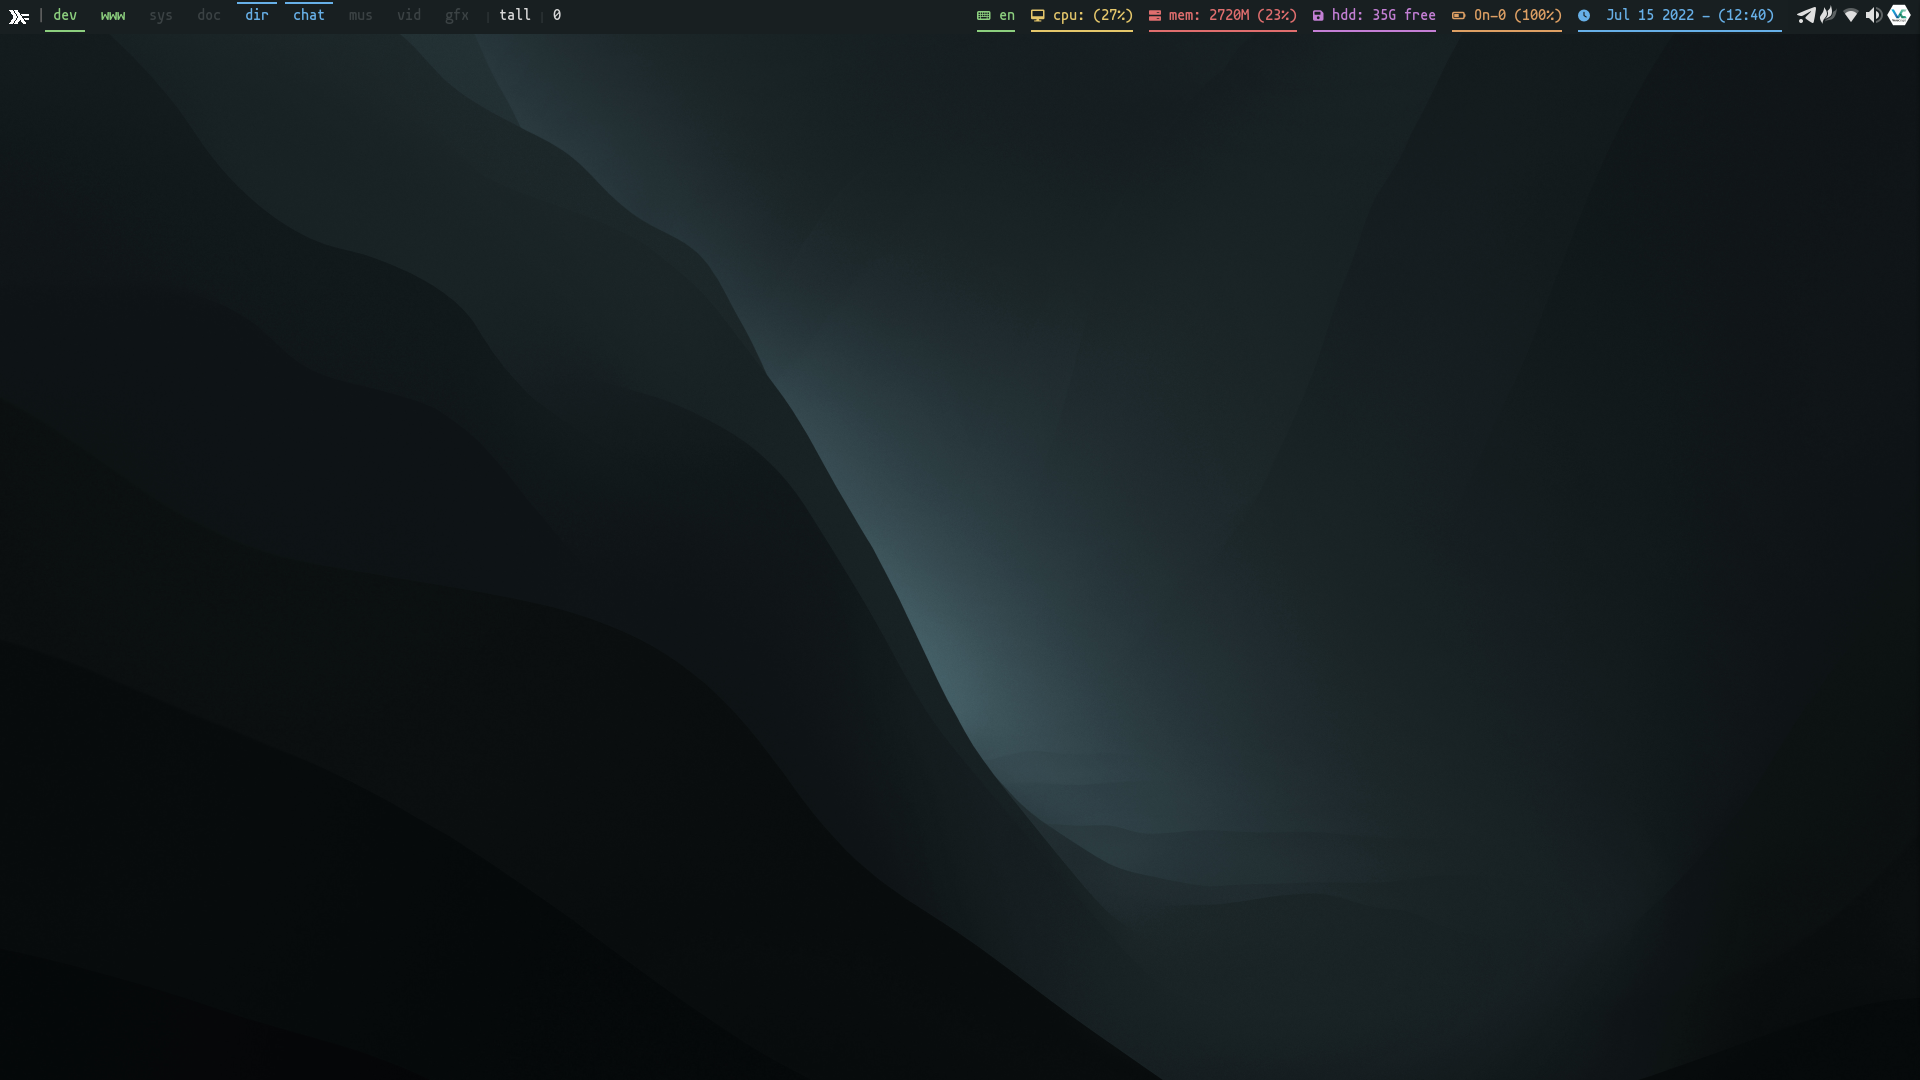 | dev www sys doc dir chat mus vid gfx | tall | 0 en cpu: (27%) mem: 2720M (23%) hdd: 35G free On-0 (100%) Jul 15 2022 – (12:40)